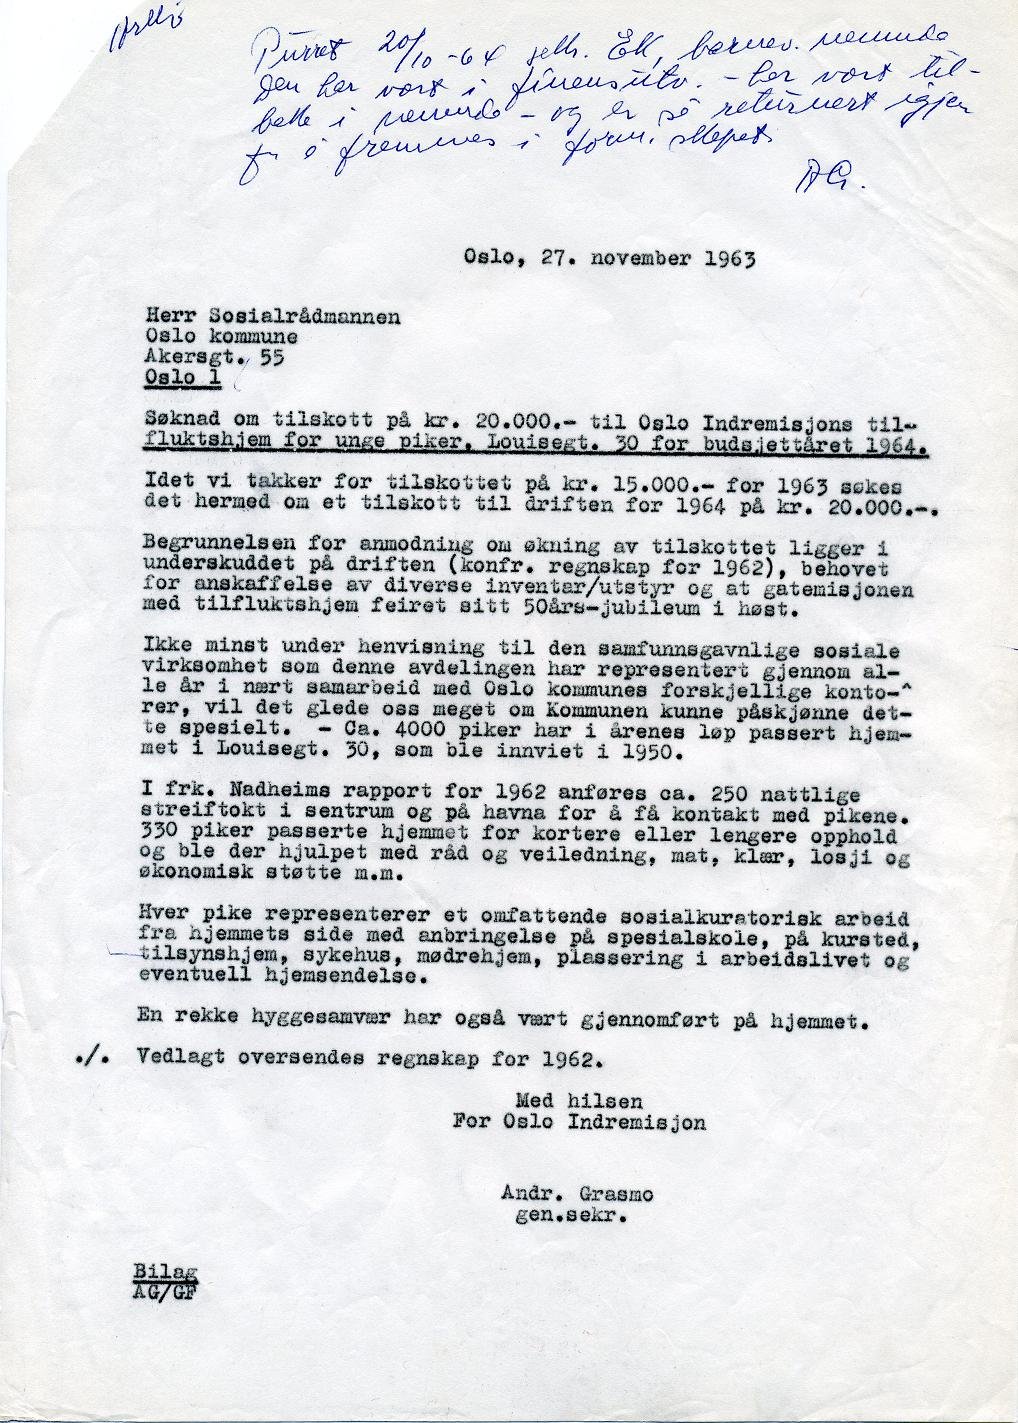 Purret 20/10-64 sekr. EK, barnev. nemnda
Den har vært i finansutv. - har vært til-
bake i nemnda - og er så returnert igjen
for å fremmes i form. skapet
AG.
Oslo, 27. november 1963
Herr Sosialrådmannen
Oslo kommune
Akersgt. 55
Oslo 1
Søknad om tilskott på kr. 20.000.- til Oslo Indremisjons til-
fluktshjem for unge piker, Louisegt. 30 for budsjettåret 1964.
Idet vi takker for tilskottet på kr. 15.000.- for 1963 søkes
det hermed om et tilskott til driften for 1964 på kr. 20.000.-.
Begrunnelsen for anmodning om økning av tilskottet ligger i
underskuddet på driften (konfr. regnskap for 1962), behovet
for anskaffelse av diverse inventar/utstyr og at gatemisjonen
med tilfluktshjem feiret sitt 50års-jubileum i høst.
Ikke minst under henvisning til den samfunnsgavnlige sosiale
virksomhet som denne avdelingen har representert gjennom al-
le år i nært samarbeid med Oslo kommunes forskjellige konto-^
rer, vil det glede oss meget om Kommunen kunne påskjønne det-
te spesielt. - Ca. 4000 piker har i årenes løp passert hjem-
met i Louisegt. 30, som ble innviet i 1950.
I frk. Nadheims rapport for 1962 anføres ca. 250 nattlige
streiftokt i sentrum og på havna for å få kontakt med pikene.
330 piker passerte hjemmet for kortere eller lengere opphold
og ble der hjulpet med råd og veiledning, mat, klær, losji og
økonomisk støtte m.m.
Hver pike representerer et omfattende sosialkuratorisk arbeid
fra hjemmets side med anbringelse på spesialskole, på kursted,
tilsynshjem, sykehus, mødrehjem, plassering i arbeidslivet og
eventuell hjemsendelse.
En rekke hyggesamvær har også vært gjennomført på hjemmet.
./. Vedlagt oversendes regnskap for 1962.
Med hilsen
For Oslo Indremisjon
Andr. Grasmo
gen.sekr.
Bilag
AG/GF